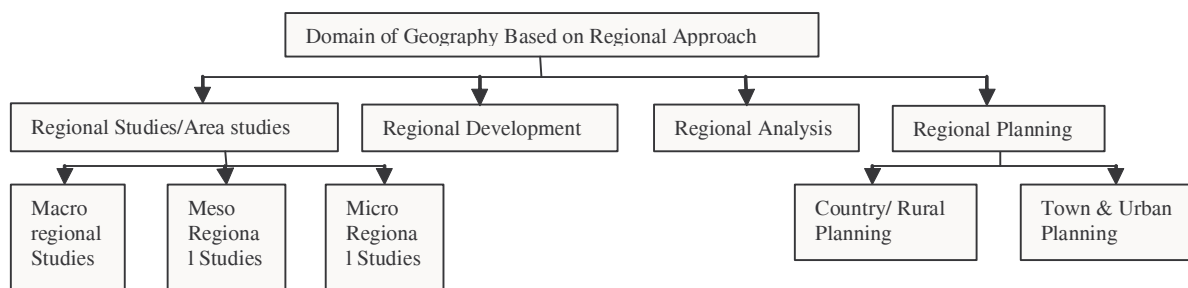 Domain of Geography Based on Regional Approach
Regional Studies/Area studies
Regional Development
Regional Analysis
Regional Planning
Macro
regional
Studies
Meso
Regiona
l Studies
Micro
Regiona
l Studies
Country/ Rural
Planning
Town & Urban
Planning